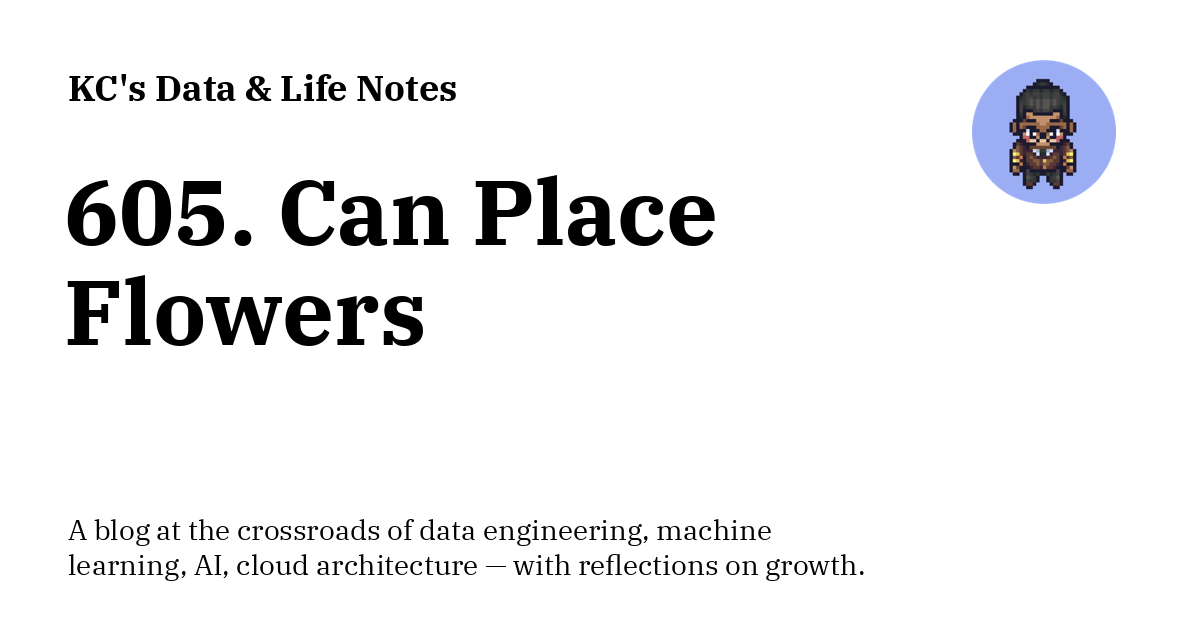 KC's Data & Life Notes
605. Can Place
Flowers
A blog at the crossroads of data engineering, machine
learning, AI, cloud architecture — with reflections on growth.